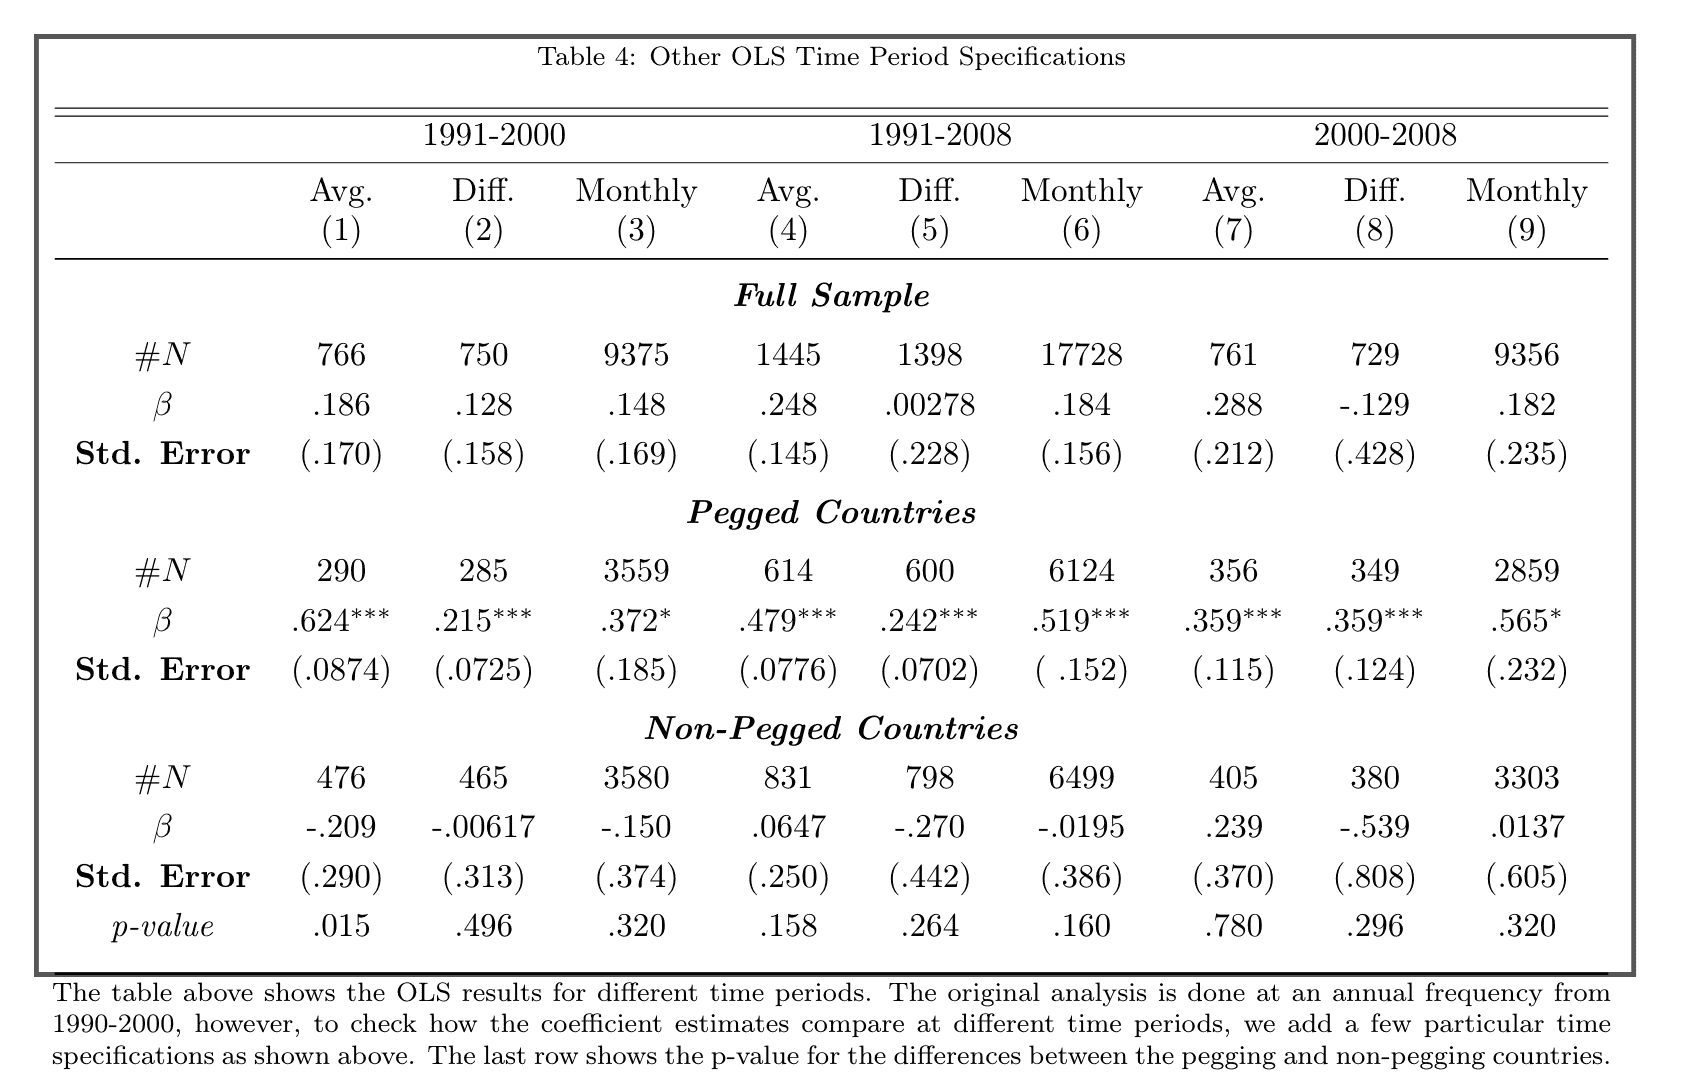 Table 4: Other OLS Time Period Specifications
1991-2000 1991-2008 2000-2008
Avg. Diff. Monthly Avg. Diff. Monthly Avg. Diff. Monthly
(1) (2) (3) (4) (5) (6) (7) (8) (9)
Full Sample
#N 766 750 9375 1445 1398 17728 761 729 9356
β .186 .128 .148 .248 .00278 .184 .288 -.129 .182
Std. Error (.170) (.158) (.169) (.145) (.228) (.156) (.212) (.428) (.235)
Pegged Countries
#N 290 285 3559 614 600 6124 356 349 2859
β .624*** .215*** .372* .479*** .242*** .519*** .359*** .359*** .565*
Std. Error (.0874) (.0725) (.185) (.0776) (.0702) ( .152) (.115) (.124) (.232)
Non-Pegged Countries
#N 476 465 3580 831 798 6499 405 380 3303
β -.209 -.00617 -.150 .0647 -.270 -.0195 .239 -.539 .0137
Std. Error (.290) (.313) (.374) (.250) (.442) (.386) (.370) (.808) (.605)
p-value .015 .496 .320 .158 .264 .160 .780 .296 .320
The table above shows the OLS results for different time periods. The original analysis is done at an annual frequency from
1990-2000, however, to check how the coefficient estimates compare at different time periods, we add a few particular time
specifications as shown above. The last row shows the p-value for the differences between the pegging and non-pegging countries.